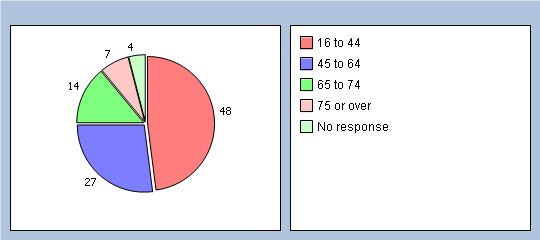 4
7
14
48
27
16 to 44
45 to 64
65 to 74
75 or over
No response